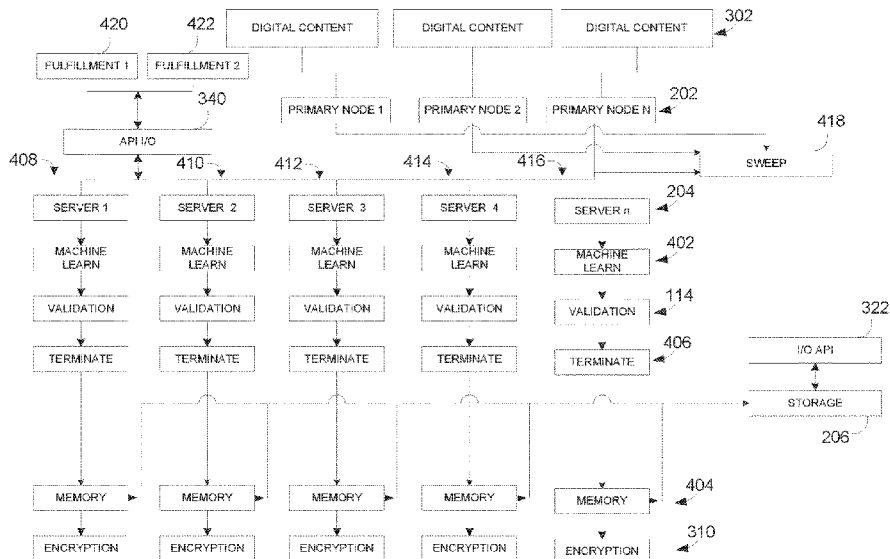 420
422
DIGITAL CONTENT
DIGITAL CONTENT
DIGITAL CONTENT
302
FULFILLMENT 1
FULFILLMENT 2
340
PRIMARY NODE 1
PRIMARY NODE 2
PRIMARY NODE N
202
API I/O
418
SWEEP
408
410
412
414
416
SERVER 1
SERVER 2
SERVER 3
SERVER 4
SERVER n
204
MACHINE LEARN
MACHINE LEARN
MACHINE LEARN
MACHINE LEARN
MACHINE LEARN
402
VALIDATION
VALIDATION
VALIDATION
VALIDATION
VALIDATION
114
322
TERMINATE
TERMINATE
TERMINATE
TERMINATE
TERMINATE
406
I/O API
STORAGE
206
MEMORY
MEMORY
MEMORY
MEMORY
MEMORY
404
ENCRYPTION
ENCRYPTION
ENCRYPTION
ENCRYPTION
ENCRYPTION
310